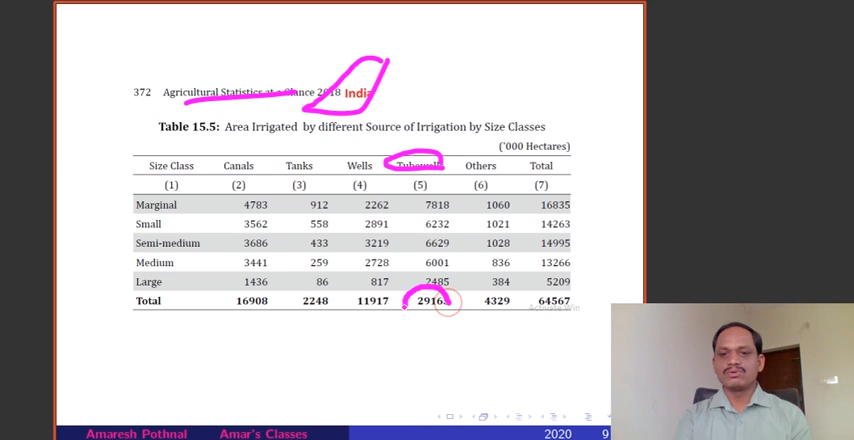 372 Agricultural Statistics at a Glance 2018 India
Table 15.5: Area Irrigated by different Source of Irrigation by Size Classes
('000 Hectares)
Size Class Canals Tanks Wells Tubewells Others Total
(1) (2) (3) (4) (5) (6) (7)
Marginal 4783 912 2262 7818 1060 16835
Small 3562 558 2891 6232 1021 14263
Semi-medium 3686 433 3219 6629 1028 14995
Medium 3441 259 2728 6001 836 13266
Large 1436 86 817 2485 384 5209
Total 16908 2248 11917 29165 4329 64567
Activate Win
Amaresh Pothnal Amar's Classes 2020 9